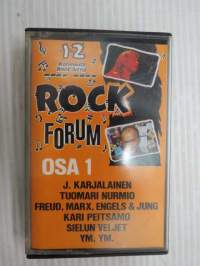 12
ROCK
FORUM
OSA 1
J. KARJALAINEN
TUOMARI NURMIO
FREUD, MARX, ENGELS & JUNG
KARI PEITSAMO
SIELUN VELJET
YM. YM.